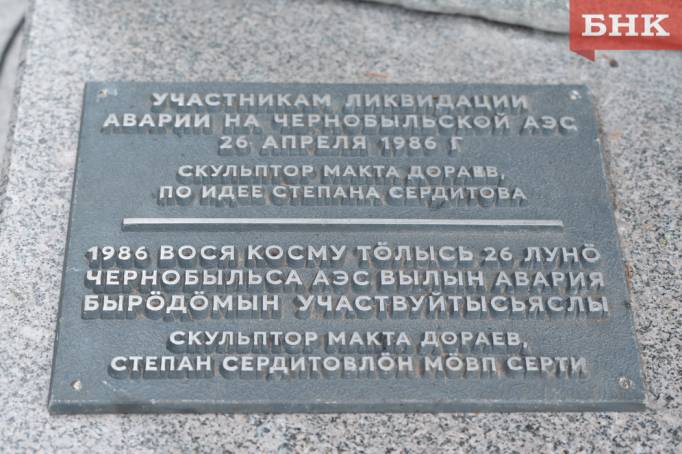 БНК
УЧАСТНИКАМ ЛИКВИДАЦИИ
АВАРИИ НА ЧЕРНОБЫЛЬСКОЙ АЭС
26 АПРЕЛЯ 1986 Г
СКУЛЬПТОР МАКТА ДОРАЕВ,
ПО ИДЕЕ СТЕПАНА СЕРДИТОВА
1986 ВОСЯ КОСМУ ТӦЛЫСЬ 26 ЛУНӦ
ЧЕРНОБЫЛЬСА АЭС ВЫЛЫН АВАРИЯ
БЫРӦДӦМЫН УЧАСТВУЙТЫСЬЯСЛЫ
СКУЛЬПТОР МАКТА ДОРАЕВ,
СТЕПАН СЕРДИТОВЛӦН МӦВП СЕРТИ